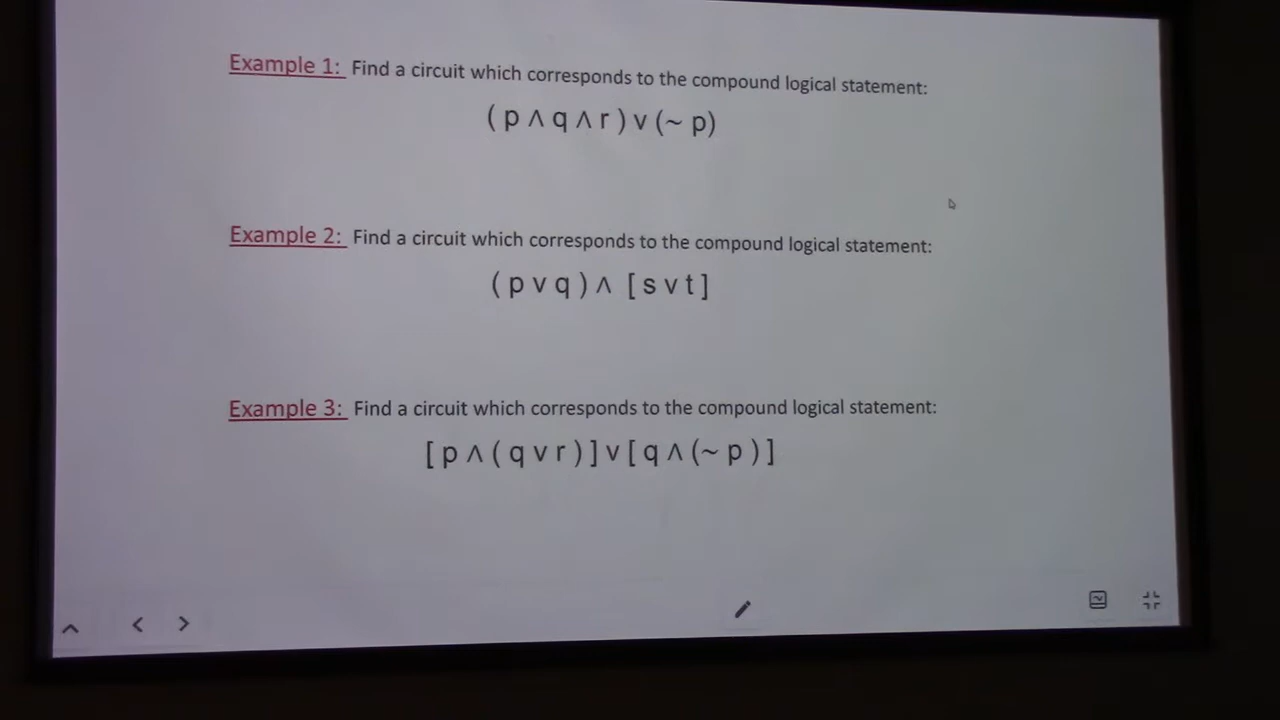 Example 1: Find a circuit which corresponds to the compound logical statement:
( p ∧ q ∧ r ) ∨ (~ p)
Example 2: Find a circuit which corresponds to the compound logical statement:
( p ∨ q ) ∧ [ s ∨ t ]
Example 3: Find a circuit which corresponds to the compound logical statement:
[ p ∧ ( q ∨ r ) ] ∨ [ q ∧ (~ p ) ]